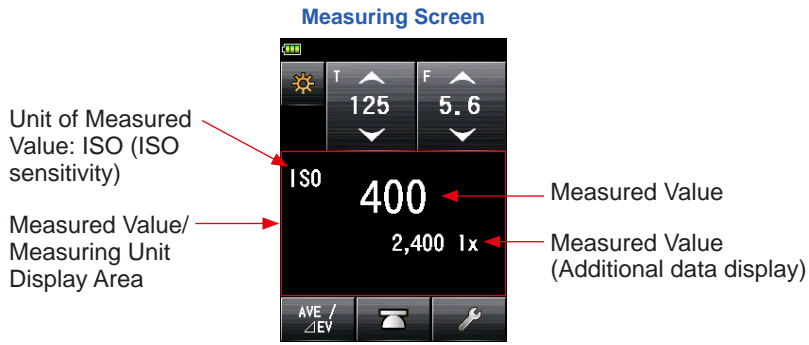 Measuring Screen
T
125
F
5.6
Unit of Measured
Value: ISO (ISO
sensitivity)
ISO
400
Measured Value
Measured Value/
Measuring Unit
Display Area
2,400 lx
Measured Value
(Additional data display)
AVE /
⊿EV